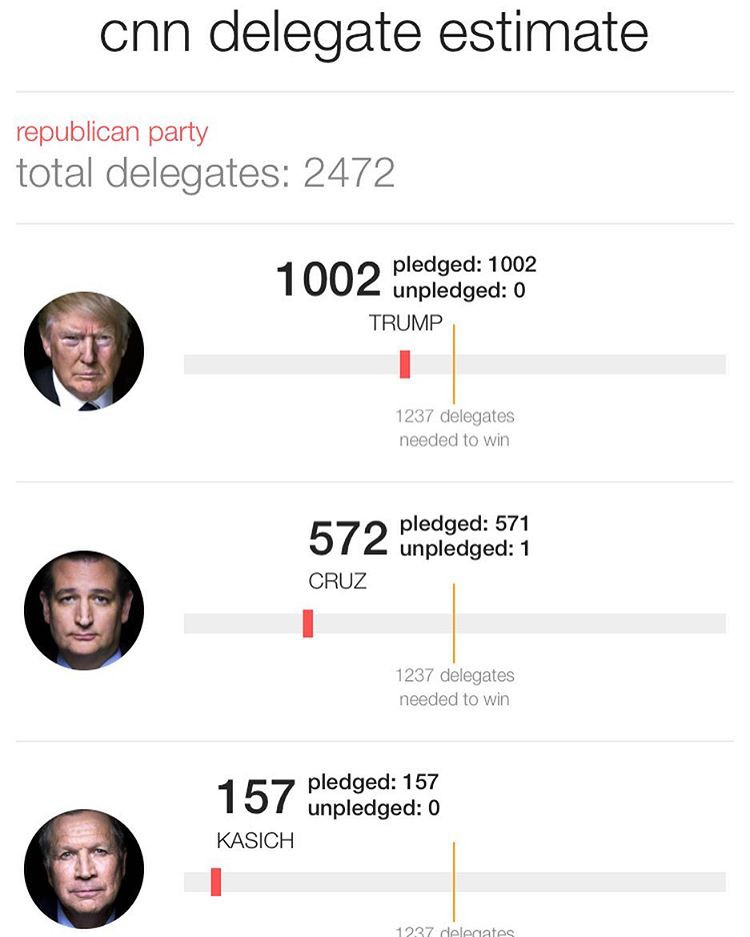 cnn delegate estimate
republican party
total delegates: 2472
1002 pledged: 1002
unpledged: 0
TRUMP
1237 delegates
needed to win
572 pledged: 571
unpledged: 1
CRUZ
1237 delegates
needed to win
157 pledged: 157
unpledged: 0
KASICH
1237 delegates